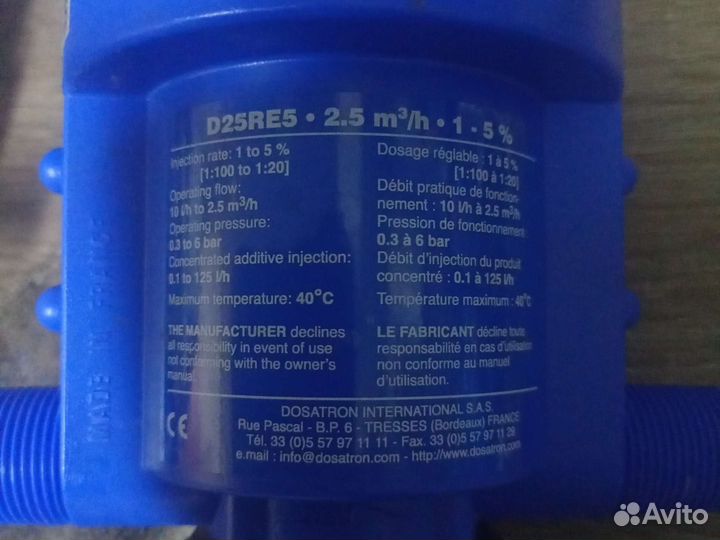 D25RE5 • 2.5 m³/h • 1 - 5 %
Injection rate: 1 to 5 %
[1:100 to 1:20]
Operating flow:
10 l/h to 2.5 m³/h
Operating pressure:
0.3 to 6 bar
Concentrated additive injection:
0.1 to 125 l/h
Maximum temperature: 40°C
THE MANUFACTURER declines
all responsibility in event of use
not conforming with the owner's
manual.
Dosage réglable : 1 à 5%
[1:100 à 1:20]
Débit pratique de fonction-
nement : 10 l/h à 2.5 m³/h
Pression de fonctionnement :
0.3 à 6 bar
Débit d'injection du produit
concentré : 0.1 à 125 l/h
Température maximum : 40°C
LE FABRICANT décline toute
responsabilité en cas d'utilisation
non conforme au manuel
d'utilisation.
CE
DOSATRON INTERNATIONAL S.A.S.
Rue Pascal - B.P. 6 - TRESSES (Bordeaux) FRANCE
Tél. 33 (0)5 57 97 11 11 - Fax. 33 (0)5 57 97 11 29
e.mail : info@dosatron.com - http://www.dosatron.com
MADE IN FRANCE
Avito